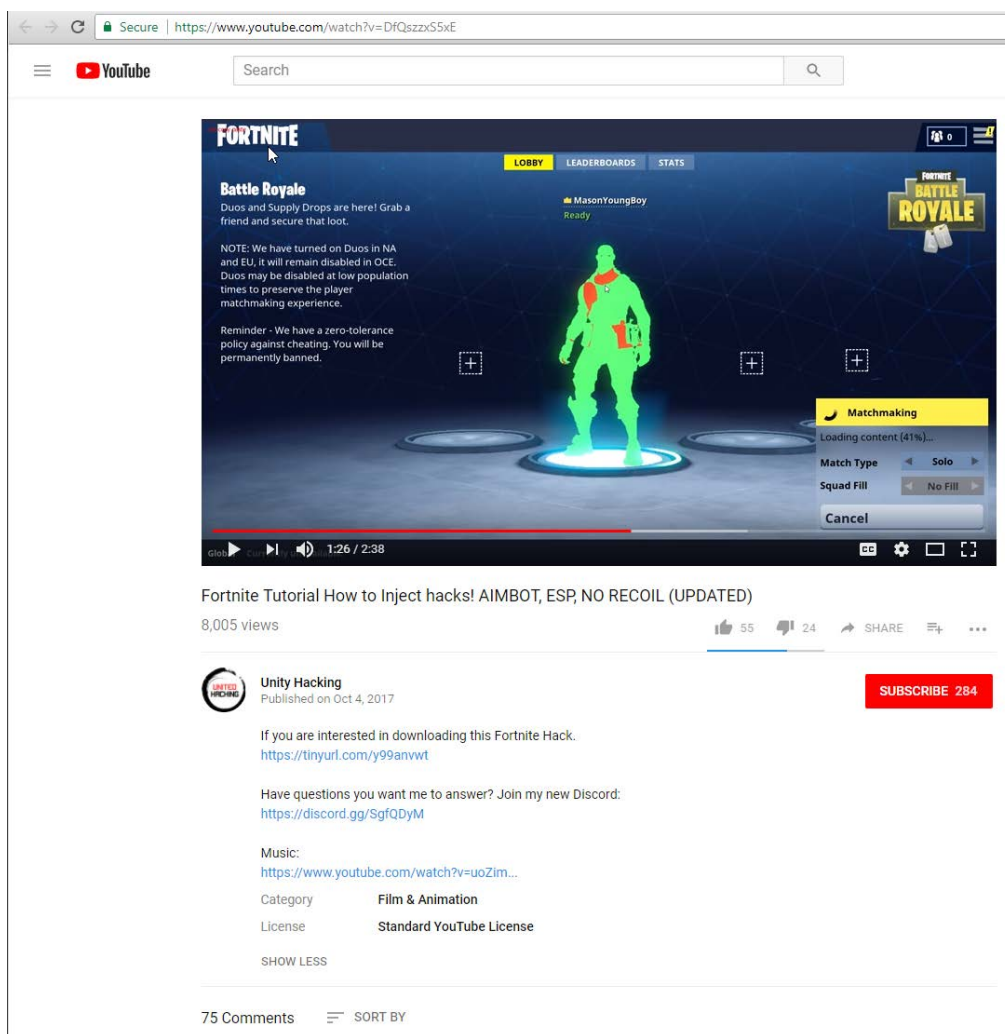 Secure | https://www.youtube.com/watch?v=DfQszzxS5xE
YouTube
Search
FORTNITE
0
LOBBY LEADERBOARDS STATS
Battle Royale
Duos and Supply Drops are here! Grab a
friend and secure that loot.
NOTE: We have turned on Duos in NA
and EU, it will remain disabled in OCE.
Duos may be disabled at low population
times to preserve the player
matchmaking experience.
Reminder - We have a zero-tolerance
policy against cheating. You will be
permanently banned.
MasonYoungBoy
Ready
FORTNITE
BATTLE
ROYALE
Matchmaking
Loading content (41%)...
Match Type Solo
Squad Fill No Fill
Cancel
1:26 / 2:38
CC
Fortnite Tutorial How to Inject hacks! AIMBOT, ESP, NO RECOIL (UPDATED)
8,005 views
55 24 SHARE
UNITED
HACKING
Unity Hacking
Published on Oct 4, 2017
SUBSCRIBE 284
If you are interested in downloading this Fortnite Hack.
https://tinyurl.com/y99anvwt
Have questions you want me to answer? Join my new Discord:
https://discord.gg/SgfQDyM
Music:
https://www.youtube.com/watch?v=uoZim...
Category Film & Animation
License Standard YouTube License
SHOW LESS
75 Comments SORT BY